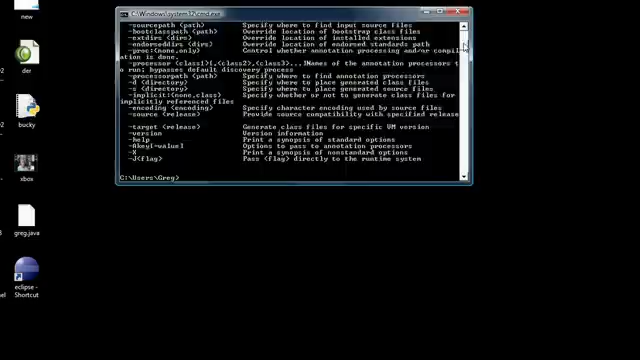 new
der
bucky
xbox
greg.java
eclipse -
Shortcut
C:\Windows\system32\cmd.exe
-sourcepath <path> Specify where to find input source files
-bootclasspath <path> Override location of bootstrap class files
-extdirs <dirs> Override location of installed extensions
-endorseddirs <dirs> Override location of endorsed standards path
-proc:{none,only} Control whether annotation processing and/or compil
ation is done.
-processor <class1>[,<class2>,<class3>...]Names of the annotation processors t
o run; bypasses default discovery process
-processorpath <path> Specify where to find annotation processors
-d <directory> Specify where to place generated class files
-s <directory> Specify where to place generated source files
-implicit:{none,class} Specify whether or not to generate class files for
implicitly referenced files
-encoding <encoding> Specify character encoding used by source files
-source <release> Provide source compatibility with specified release
-target <release> Generate class files for specific VM version
-version Version information
-help Print a synopsis of standard options
-Akey[=value] Options to pass to annotation processors
-X Print a synopsis of nonstandard options
-J<flag> Pass <flag> directly to the runtime system
C:\Users\Greg>